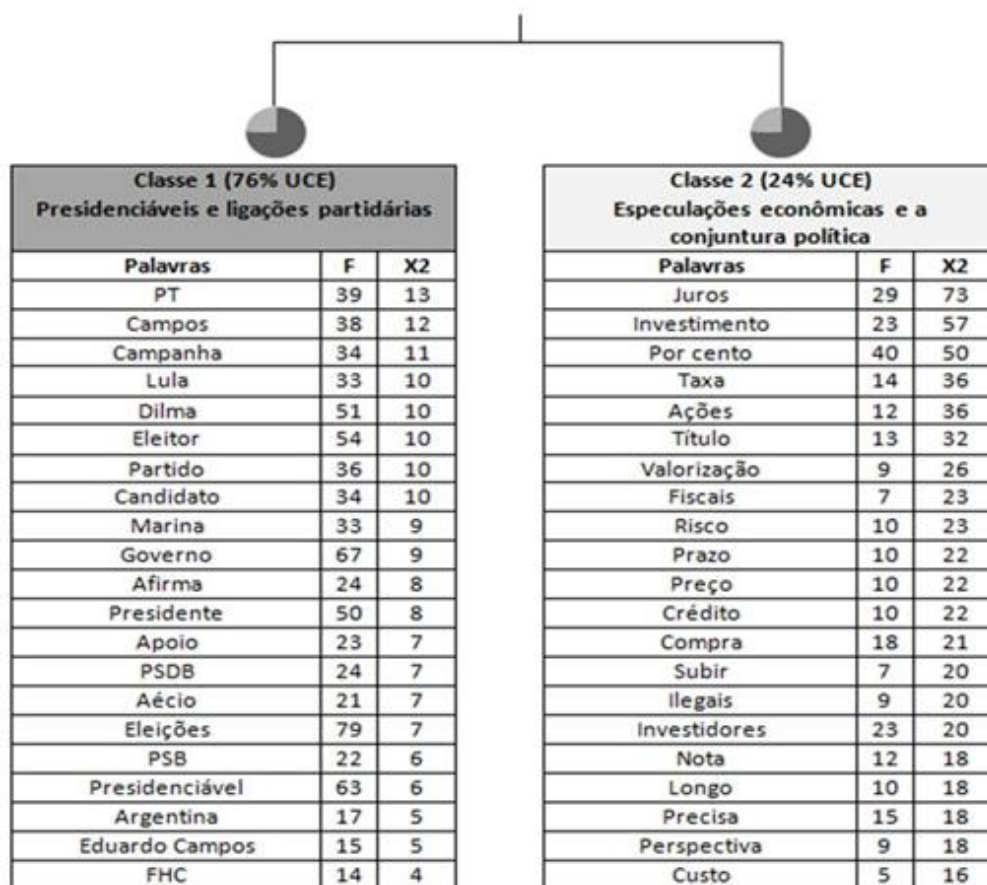 Classe 1 (76% UCE)
Presidenciáveis e ligações partidárias
Palavras F X2
PT 39 13
Campos 38 12
Campanha 34 11
Lula 33 10
Dilma 51 10
Eleitor 54 10
Partido 36 10
Candidato 34 10
Marina 33 9
Governo 67 9
Afirma 24 8
Presidente 50 8
Apoio 23 7
PSDB 24 7
Aécio 21 7
Eleições 79 7
PSB 22 6
Presidenciável 63 6
Argentina 17 5
Eduardo Campos 15 5
FHC 14 4
Classe 2 (24% UCE)
Especulações econômicas e a
conjuntura política
Palavras F X2
Juros 29 73
Investimento 23 57
Por cento 40 50
Taxa 14 36
Ações 12 36
Título 13 32
Valorização 9 26
Fiscais 7 23
Risco 10 23
Prazo 10 22
Preço 10 22
Crédito 10 22
Compra 18 21
Subir 7 20
Ilegais 9 20
Investidores 23 20
Nota 12 18
Longo 10 18
Precisa 15 18
Perspectiva 9 18
Custo 5 16